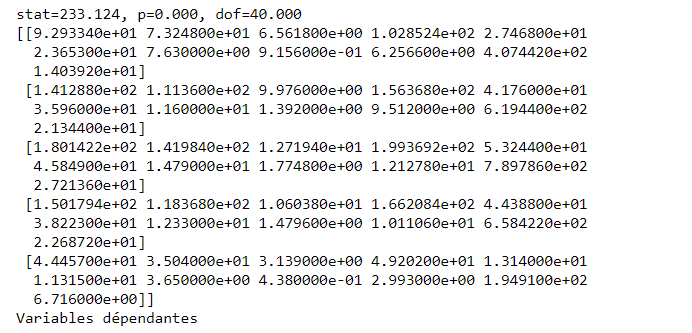 stat=233.124, p=0.000, dof=40.000
[[9.293340e+01 7.324800e+01 6.561800e+00 1.028524e+02 2.746800e+01
2.365300e+01 7.630000e+00 9.156000e-01 6.256600e+00 4.074420e+02
1.403920e+01]
[1.412880e+02 1.113600e+02 9.976000e+00 1.563680e+02 4.176000e+01
3.596000e+01 1.160000e+01 1.392000e+00 9.512000e+00 6.194400e+02
2.134400e+01]
[1.801422e+02 1.419840e+02 1.271940e+01 1.993692e+02 5.324400e+01
4.584900e+01 1.479000e+01 1.774800e+00 1.212780e+01 7.897860e+02
2.721360e+01]
[1.501794e+02 1.183680e+02 1.060380e+01 1.662084e+02 4.438800e+01
3.822300e+01 1.233000e+01 1.479600e+00 1.011060e+01 6.584220e+02
2.268720e+01]
[4.445700e+01 3.504000e+01 3.139000e+00 4.920200e+01 1.314000e+01
1.131500e+01 3.650000e+00 4.380000e-01 2.993000e+00 1.949100e+02
6.716000e+00]]
Variables dépendantes